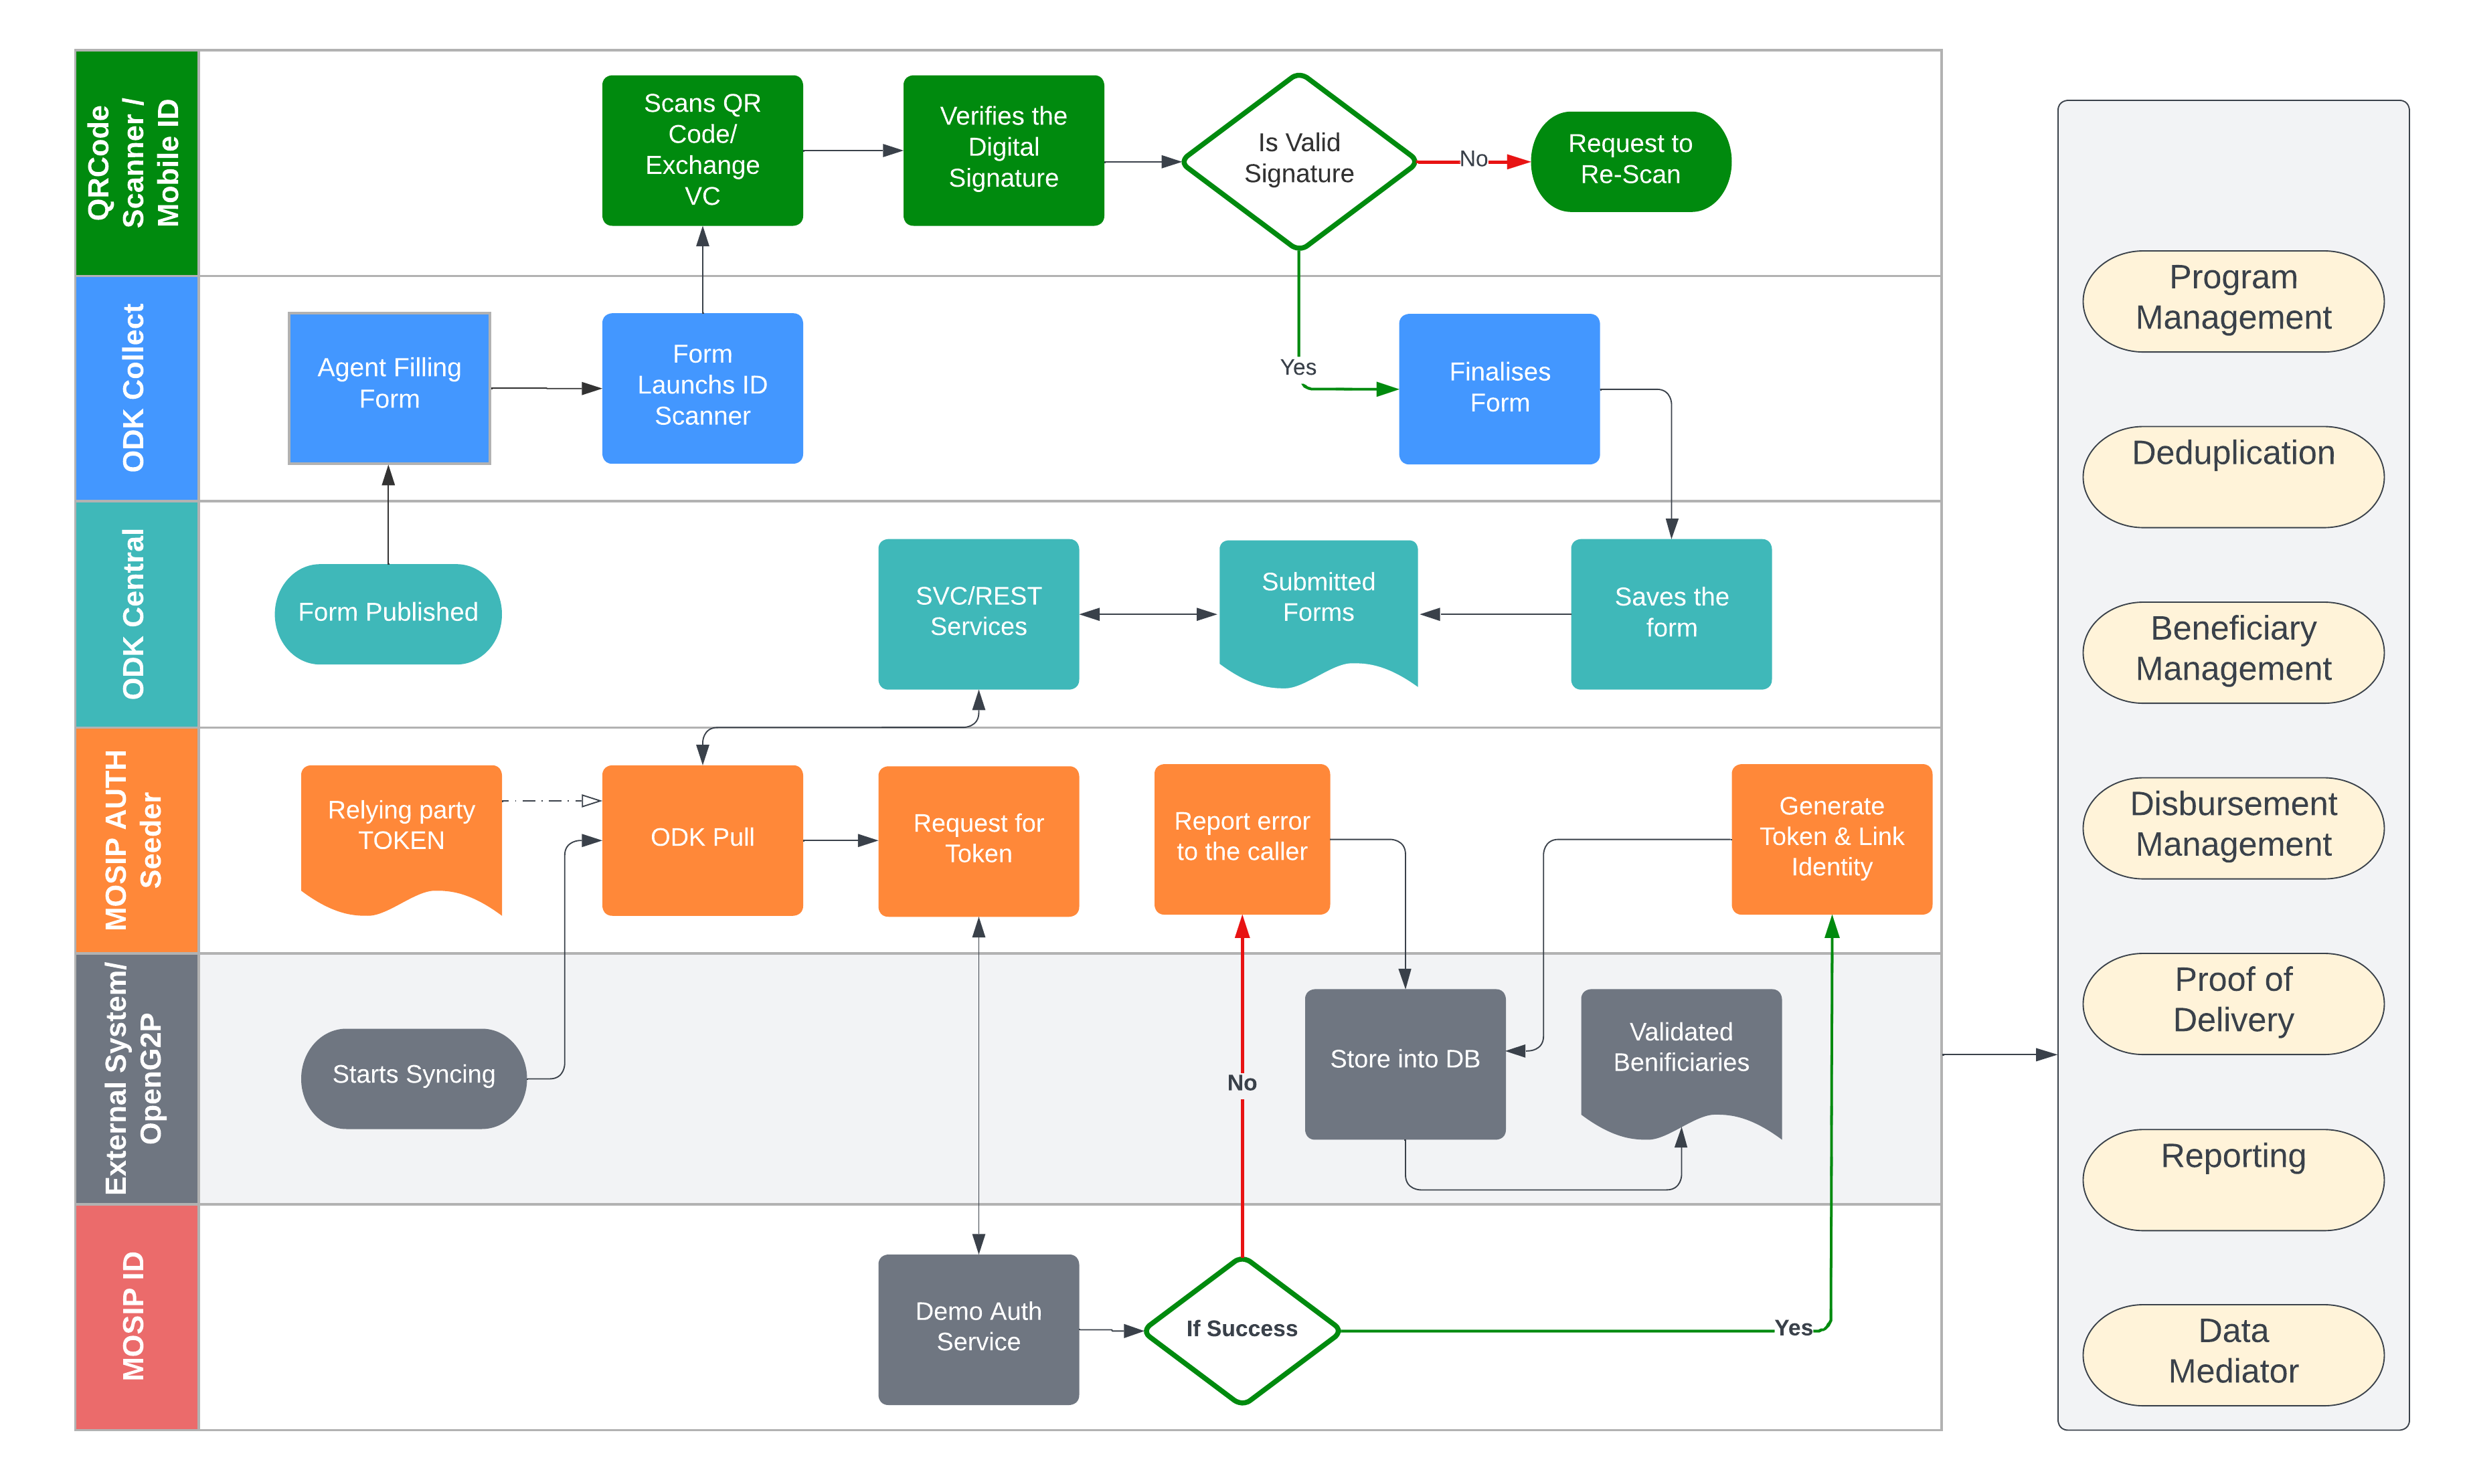 QRCode
Scanner /
Mobile ID
Scans QR
Code/
Exchange
VC
Verifies the
Digital
Signature
Is Valid
Signature
No
Request to
Re-Scan
Yes
ODK Collect
Agent Filling
Form
Form
Launchs ID
Scanner
Finalises
Form
ODK Central
Form Published
SVC/REST
Services
Submitted
Forms
Saves the
form
MOSIP AUTH
Seeder
Relying party
TOKEN
ODK Pull
Request for
Token
Report error
to the caller
Generate
Token & Link
Identity
External System/
OpenG2P
Starts Syncing
No
Store into DB
Validated
Benificiaries
MOSIP ID
Demo Auth
Service
If Success
Yes
Program
Management
Deduplication
Beneficiary
Management
Disbursement
Management
Proof of
Delivery
Reporting
Data
Mediator